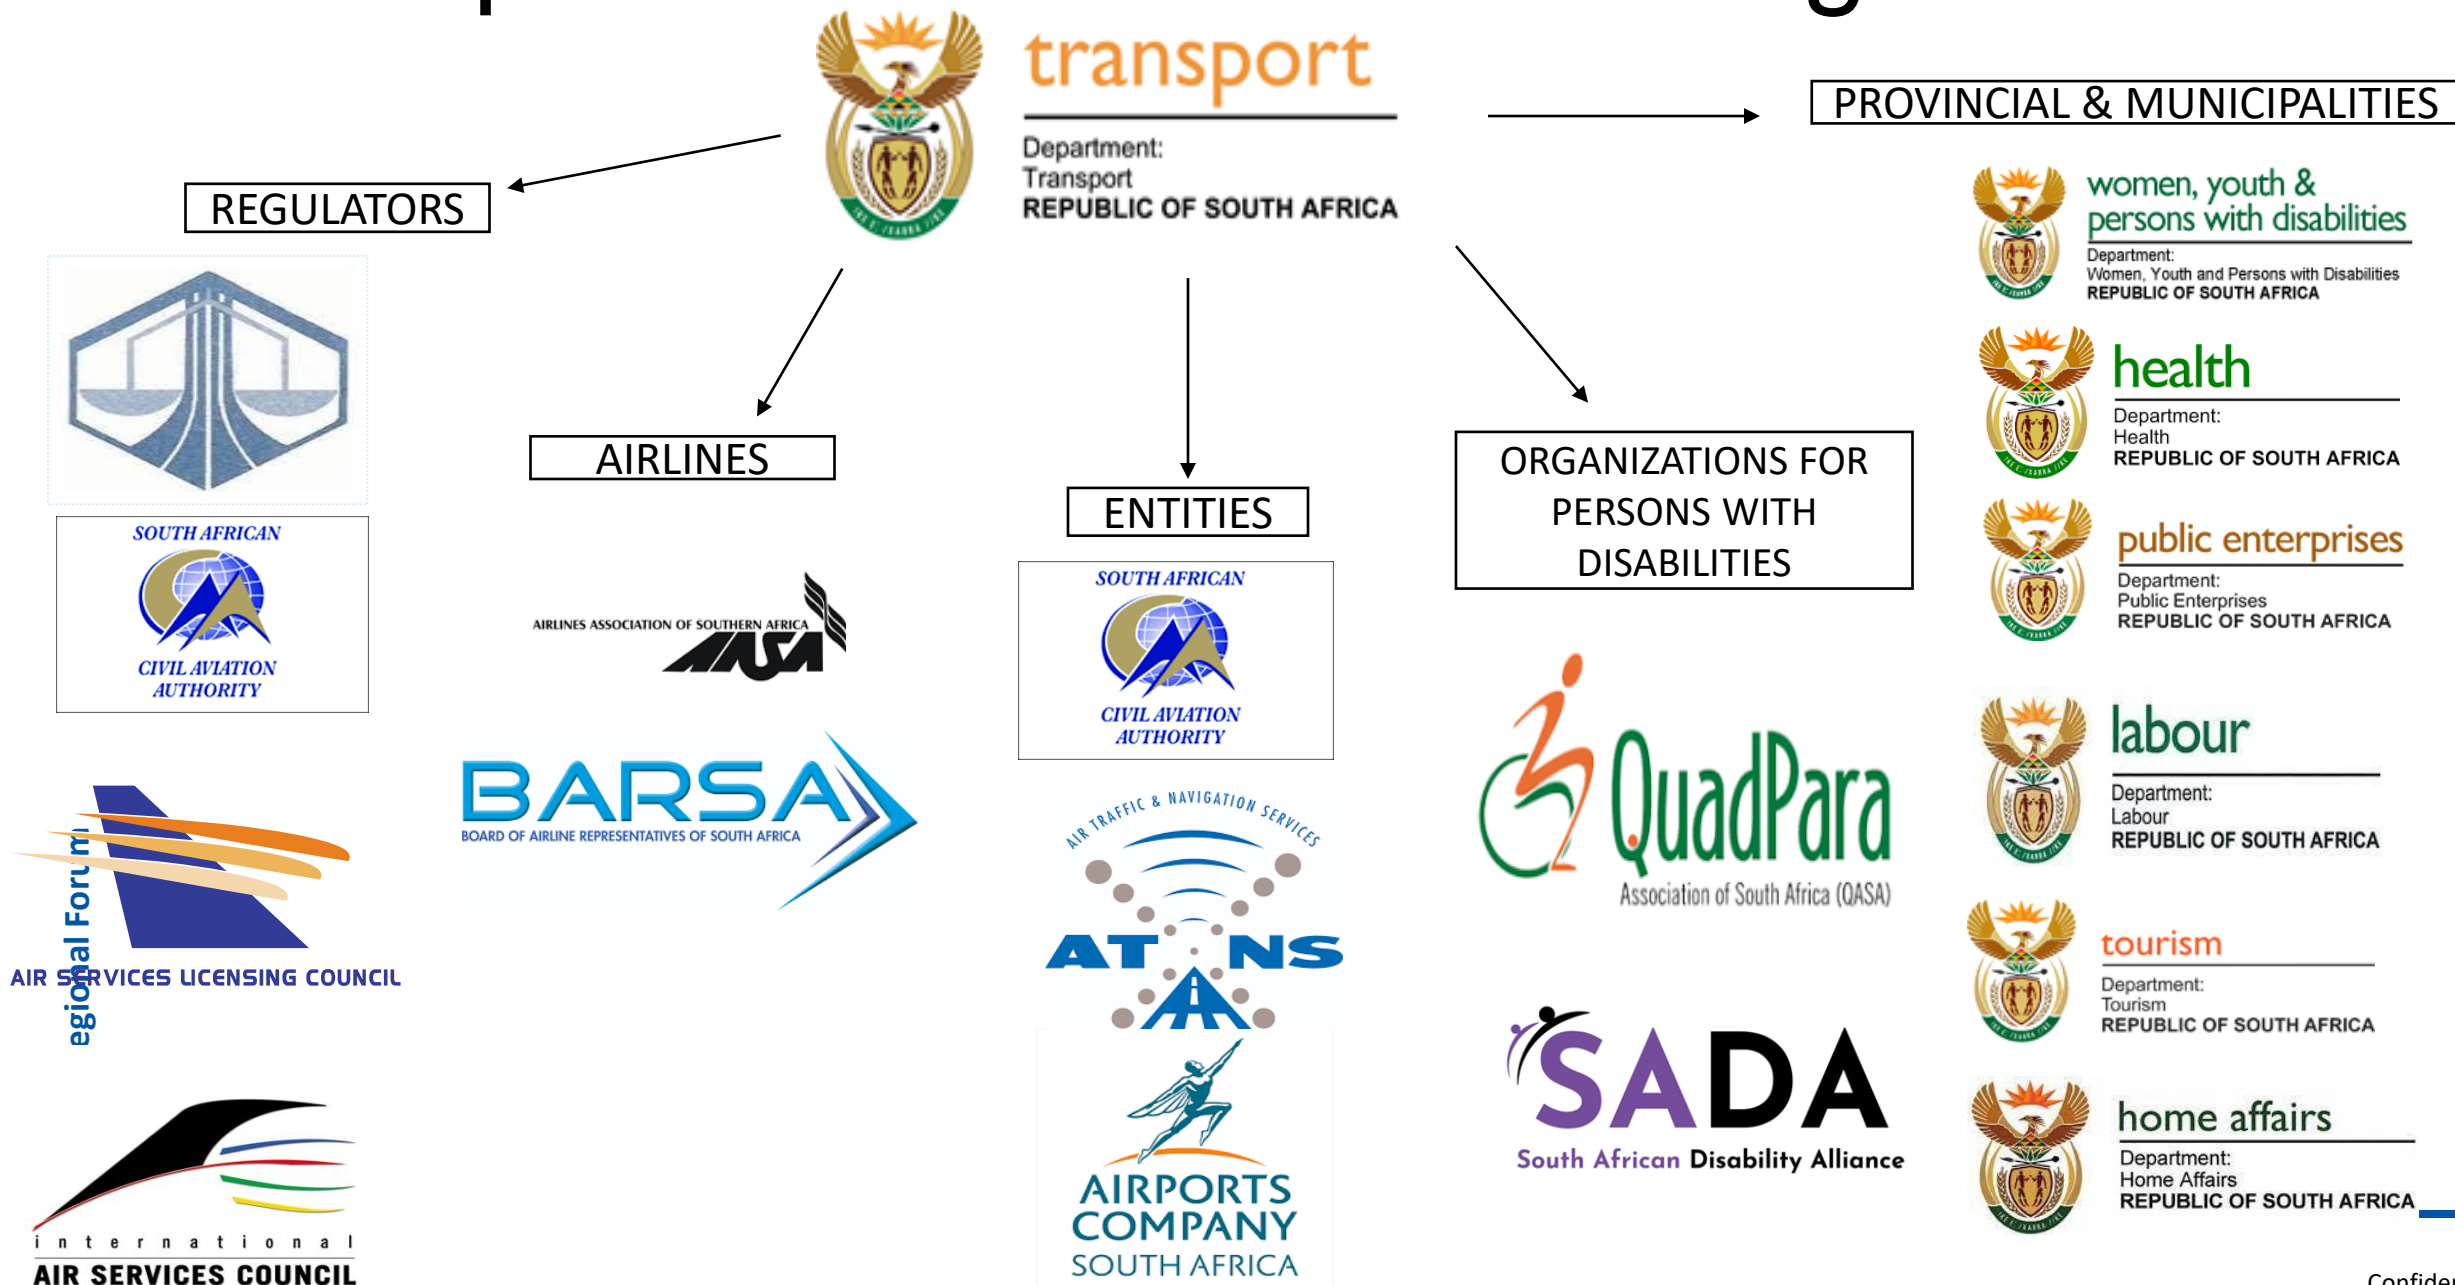 transport
Department:
Transport
REPUBLIC OF SOUTH AFRICA
PROVINCIAL & MUNICIPALITIES
REGULATORS
SOUTH AFRICAN
CIVIL AVIATION
AUTHORITY
egional Forum
AIR SERVICES LICENSING COUNCIL
international
AIR SERVICES COUNCIL
AIRLINES
AIRLINES ASSOCIATION OF SOUTHERN AFRICA
AASA
BARSA
BOARD OF AIRLINE REPRESENTATIVES OF SOUTH AFRICA
ENTITIES
SOUTH AFRICAN
CIVIL AVIATION
AUTHORITY
AIR TRAFFIC & NAVIGATION SERVICES
ATNS
AIRPORTS
COMPANY
SOUTH AFRICA
ORGANIZATIONS FOR
PERSONS WITH
DISABILITIES
QuadPara
Association of South Africa (QASA)
SADA
South African Disability Alliance
women, youth &
persons with disabilities
Department:
Women, Youth and Persons with Disabilities
REPUBLIC OF SOUTH AFRICA
health
Department:
Health
REPUBLIC OF SOUTH AFRICA
public enterprises
Department:
Public Enterprises
REPUBLIC OF SOUTH AFRICA
labour
Department:
Labour
REPUBLIC OF SOUTH AFRICA
tourism
Department:
Tourism
REPUBLIC OF SOUTH AFRICA
home affairs
Department:
Home Affairs
REPUBLIC OF SOUTH AFRICA
Confiden